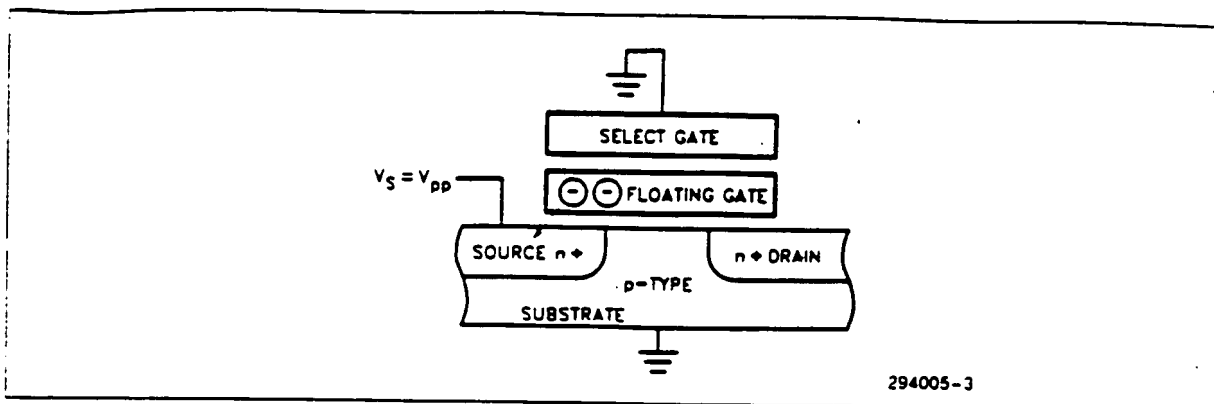 SELECT GATE
V_S = V_pp
⊖ ⊖ FLOATING GATE
SOURCE n+
n+ DRAIN
p-TYPE
SUBSTRATE
294005-3